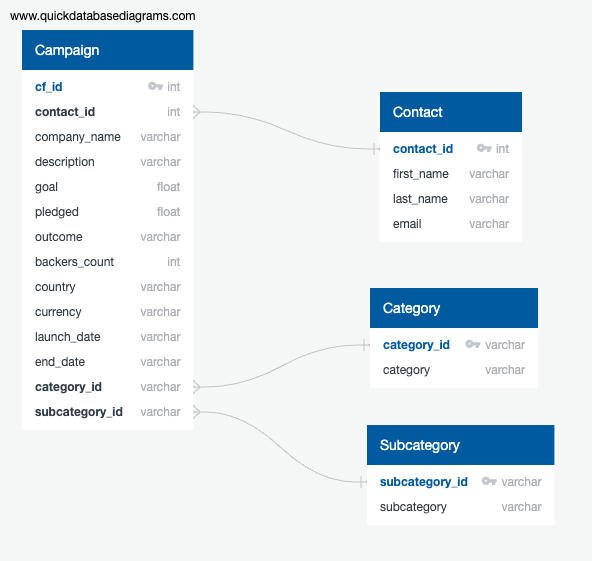 www.quickdatabasediagrams.com
Campaign
cf_id int
contact_id int
company_name varchar
description varchar
goal float
pledged float
outcome varchar
backers_count int
country varchar
currency varchar
launch_date varchar
end_date varchar
category_id varchar
subcategory_id varchar
Contact
contact_id int
first_name varchar
last_name varchar
email varchar
Category
category_id varchar
category varchar
Subcategory
subcategory_id varchar
subcategory varchar